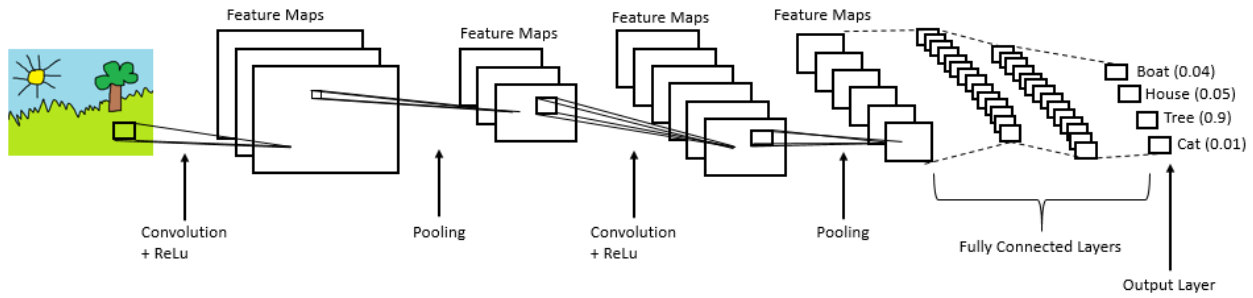 Feature Maps
Feature Maps
Feature Maps
Feature Maps
Boat (0.04)
House (0.05)
Tree (0.9)
Cat (0.01)
Convolution
+ ReLu
Pooling
Convolution
+ ReLu
Pooling
Fully Connected Layers
Output Layer